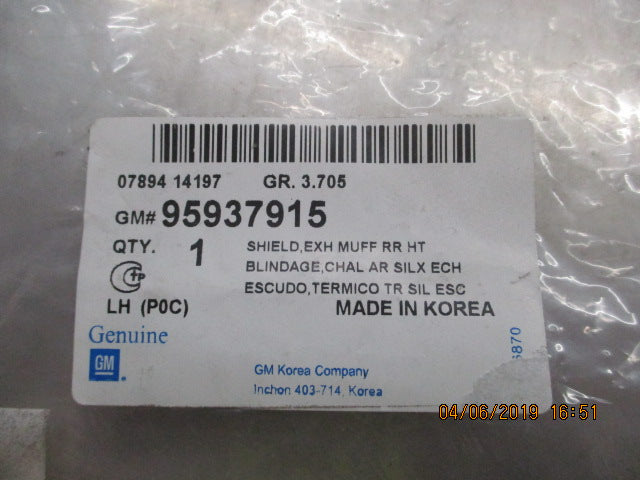 07894 14197 GR. 3.705
GM# 95937915
QTY. 1
SHIELD,EXH MUFF RR HT
BLINDAGE,CHAL AR SILX ECH
ESCUDO,TERMICO TR SIL ESC
LH (P0C) MADE IN KOREA
Genuine
GM
GM Korea Company
Inchon 403-714, Korea
6870
04/06/2019 16:51